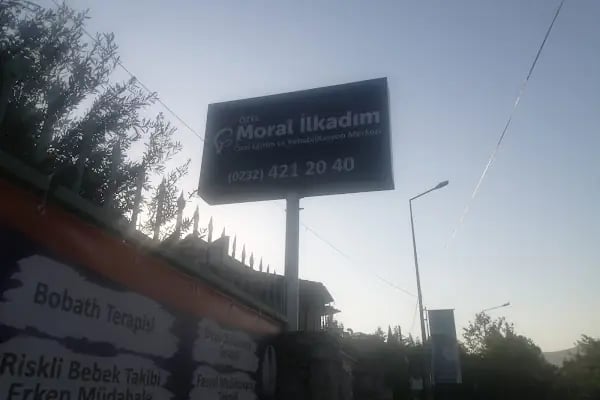 ÖZEL
Moral İlkadım
Özel Eğitim ve Rehabilitasyon Merkezi
(0232) 421 20 40
Bobath Terapisi
Riskli Bebek Takibi
Erken Müdahale
Terapisi